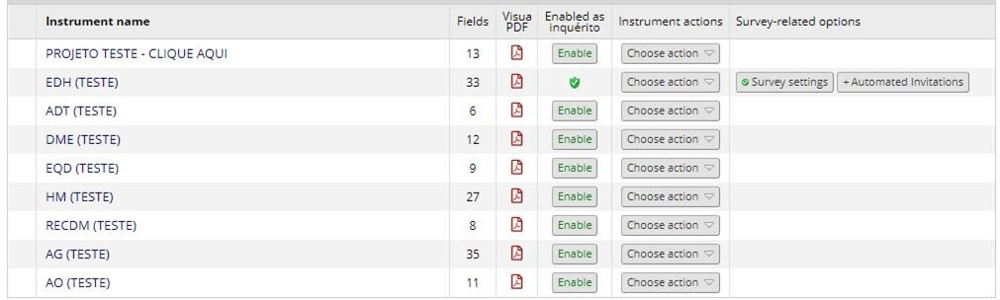 Instrument name Fields Visua PDF Enabled as inquérito Instrument actions Survey-related options
PROJETO TESTE - CLIQUE AQUI 13 Enable Choose action
EDH (TESTE) 33 Choose action Survey settings + Automated Invitations
ADT (TESTE) 6 Enable Choose action
DME (TESTE) 12 Enable Choose action
EQD (TESTE) 9 Enable Choose action
HM (TESTE) 27 Enable Choose action
RECDM (TESTE) 8 Enable Choose action
AG (TESTE) 35 Enable Choose action
AO (TESTE) 11 Enable Choose action